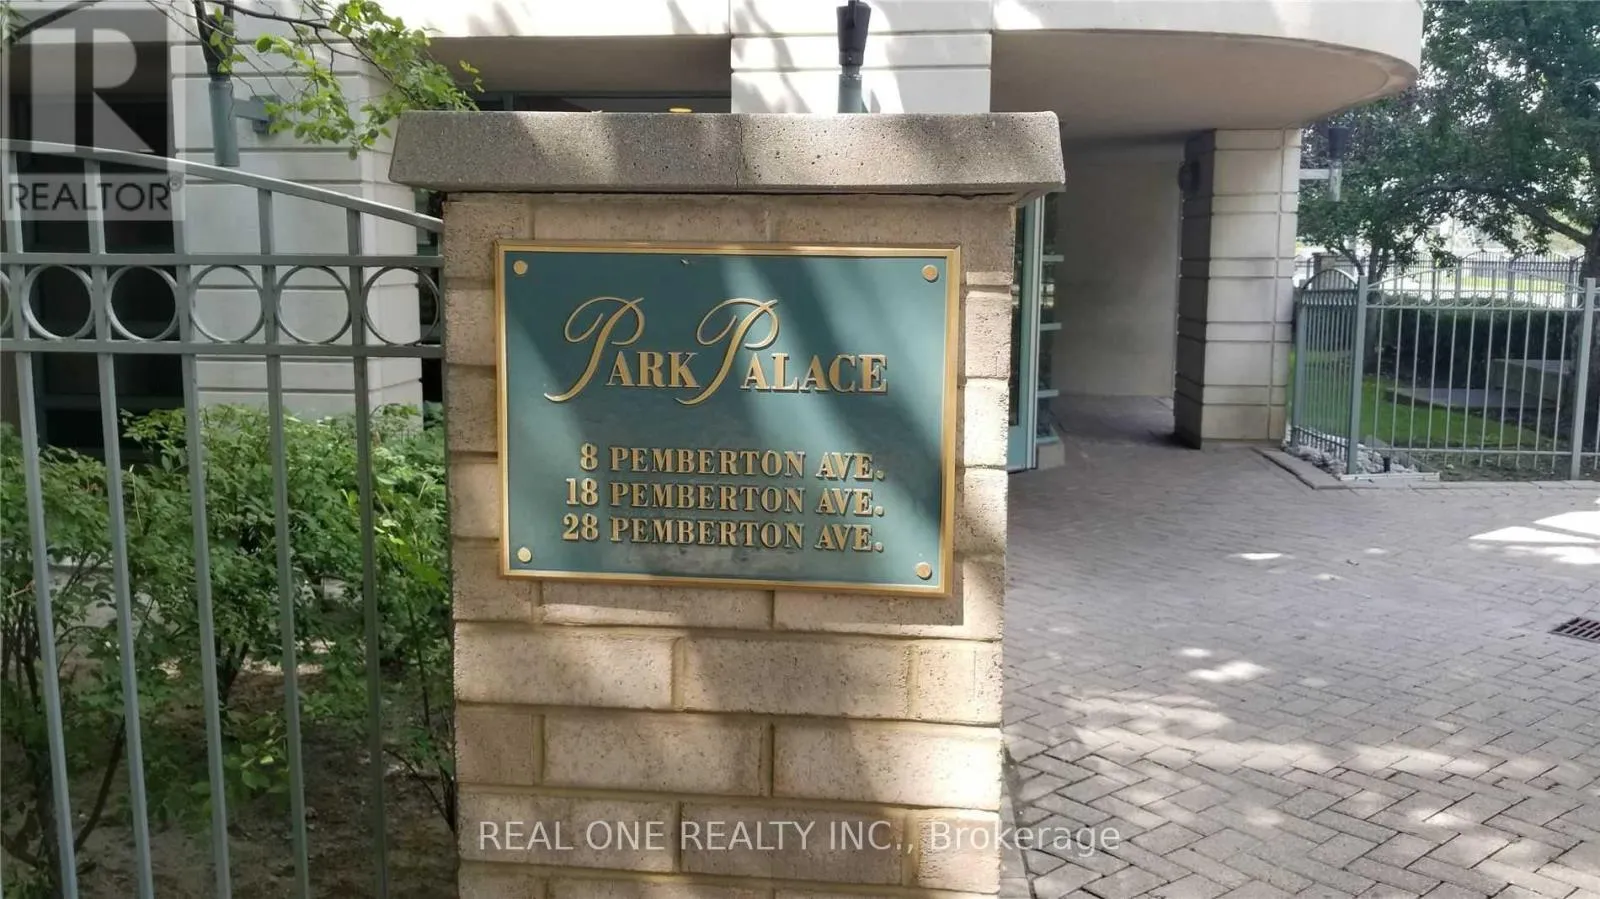 R
REALTOR®
PARK PALACE
8 PEMBERTON AVE.
18 PEMBERTON AVE.
28 PEMBERTON AVE.
REAL ONE REALTY INC., Brokerage